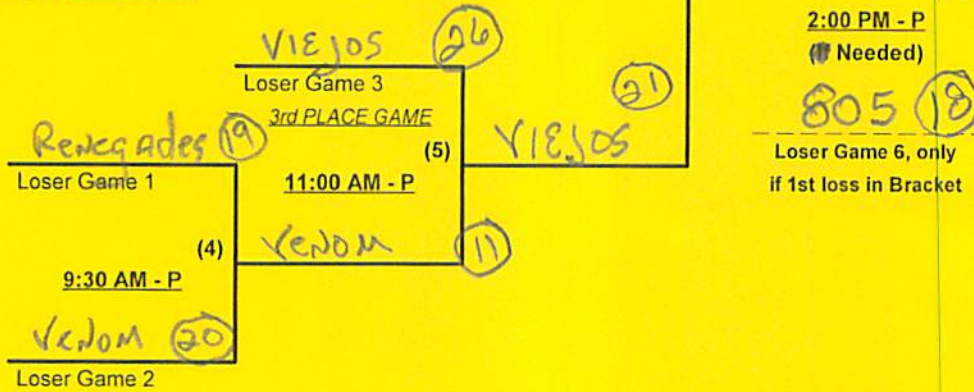 2:00 PM - P
VIEJOS 26
Needed)
Loser Game 3
21
805 18
3rd PLACE GAME
Renegades 19
VIEJOS
(5)
Loser Game 6, only
Loser Game 1
11:00 AM - P
if 1st loss in Bracket
(4)
VENOM 11
9:30 AM - P
VENOM 20
Loser Game 2